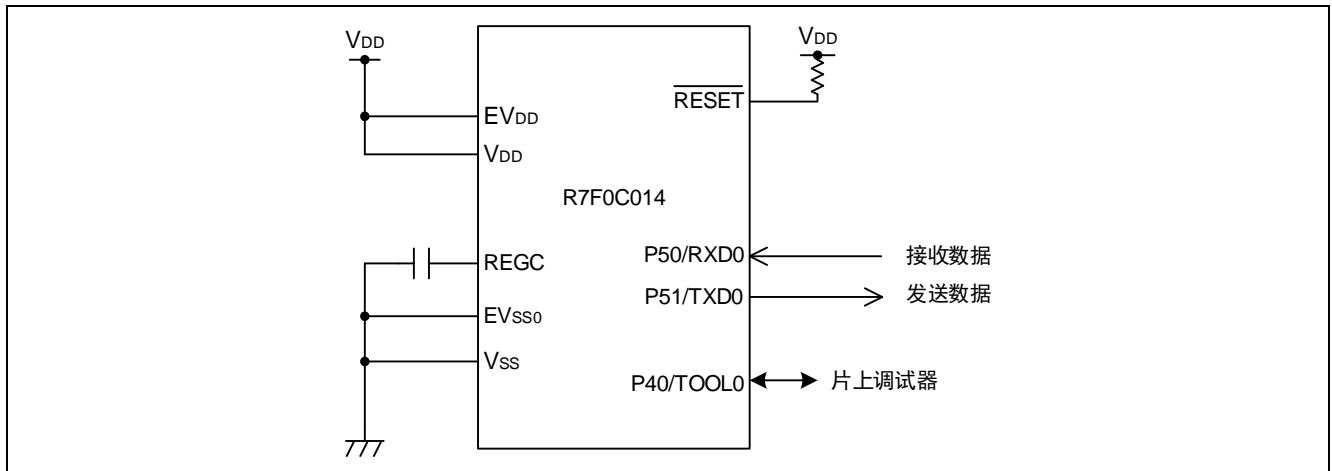 VDD
VDD
RESET
EVDD
VDD
R7F0C014
P50/RXD0
接收数据
REGC
P51/TXD0
发送数据
EVSS0
VSS
P40/TOOL0
片上调试器